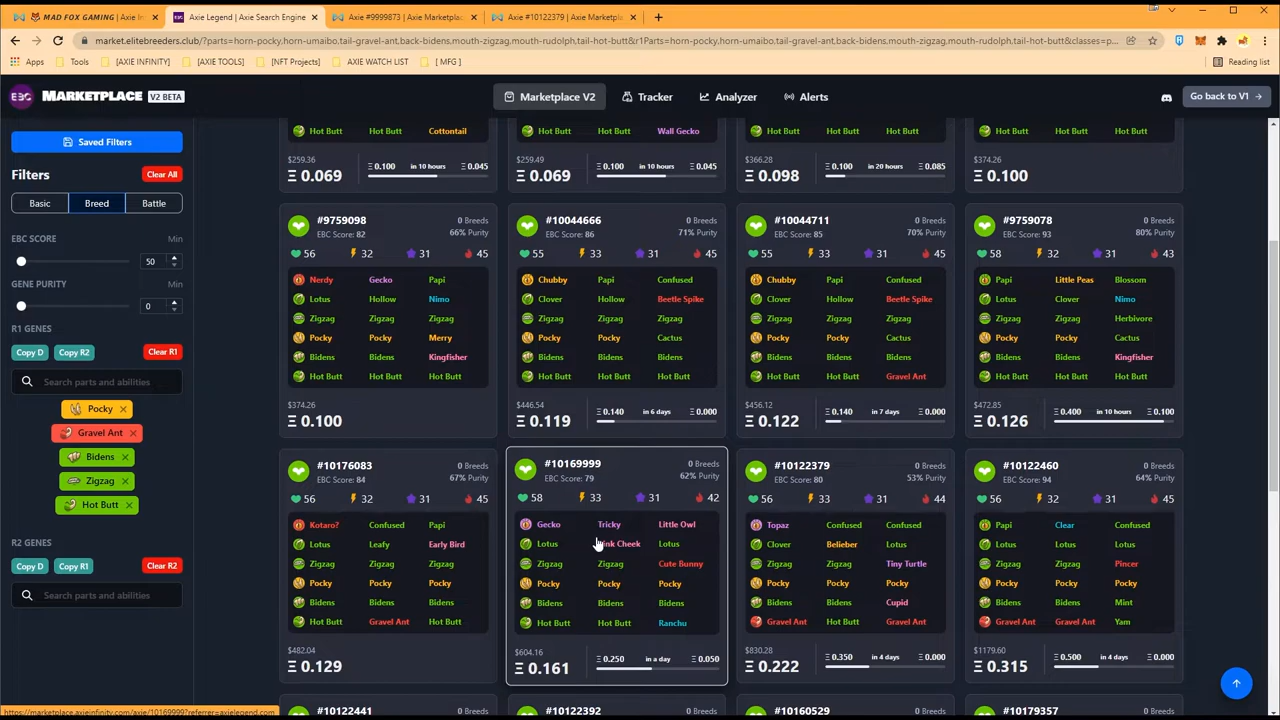 MAD FOX GAMING | Axie In
Axie Legend | Axie Search Engine
Axie #9999873 | Axie Marketplace
Axie #10122379 | Axie Marketpl
market.elitebreeders.club/?parts=horn-pocky,horn-umaibo,tail-gravel-ant,back-bidens,mouth-zigzag,mouth-rudolph,tail-hot-butt&r1Parts=horn-pocky,horn-umaibo,tail-gravel-ant,back-bidens,mouth-zigzag,mouth-rudolph,tail-hot-butt&classes=p...
Apps Tools [AXIE INFINITY] [AXIE TOOLS] [NFT Projects] AXIE WATCH LIST [ MFG ] Reading list
EBC MARKETPLACE V2 BETA
Marketplace V2 Tracker Analyzer Alerts
Go back to V1 →
Saved Filters
Filters Clear All
Basic Breed Battle
EBC SCORE Min
50
GENE PURITY Min
0
R1 GENES
Copy D Copy R2 Clear R1
Search parts and abilities
Pocky ×
Gravel Ant ×
Bidens ×
Zigzag ×
Hot Butt ×
R2 GENES
Copy D Copy R1 Clear R2
Search parts and abilities
Hot Butt Hot Butt Cottontail
$259.36
Ξ 0.069
Ξ 0.100 in 10 hours Ξ 0.045
Hot Butt Hot Butt Wall Gecko
$259.49
Ξ 0.069
Ξ 0.100 in 10 hours Ξ 0.045
Hot Butt Hot Butt Hot Butt
$366.28
Ξ 0.098
Ξ 0.100 in 20 hours Ξ 0.085
Hot Butt Hot Butt Hot Butt
$374.26
Ξ 0.100
#9759098 0 Breeds
EBC Score: 82 66% Purity
56 32 31 45
Nerdy Gecko Papi
Lotus Hollow Nimo
Zigzag Zigzag Zigzag
Pocky Pocky Merry
Bidens Bidens Kingfisher
Hot Butt Hot Butt Hot Butt
$374.26
Ξ 0.100
#10044666 0 Breeds
EBC Score: 86 71% Purity
55 33 31 45
Chubby Papi Confused
Clover Hollow Beetle Spike
Zigzag Zigzag Zigzag
Pocky Pocky Cactus
Bidens Bidens Bidens
Hot Butt Hot Butt Hot Butt
$446.54
Ξ 0.119
Ξ 0.140 in 6 days Ξ 0.000
#10044711 0 Breeds
EBC Score: 85 70% Purity
55 33 31 45
Chubby Papi Confused
Clover Hollow Beetle Spike
Zigzag Zigzag Zigzag
Pocky Pocky Cactus
Bidens Bidens Bidens
Hot Butt Hot Butt Gravel Ant
$456.12
Ξ 0.122
Ξ 0.140 in 7 days Ξ 0.000
#9759078 0 Breeds
EBC Score: 93 80% Purity
58 32 31 43
Papi Little Peas Blossom
Lotus Clover Nimo
Zigzag Zigzag Herbivore
Pocky Pocky Cactus
Bidens Bidens Kingfisher
Hot Butt Hot Butt Hot Butt
$472.85
Ξ 0.126
Ξ 0.400 in 10 hours Ξ 0.100
#10176083 0 Breeds
EBC Score: 84 67% Purity
56 32 31 45
Kotaro? Confused Papi
Lotus Leafy Early Bird
Zigzag Zigzag Zigzag
Pocky Pocky Pocky
Bidens Bidens Bidens
Hot Butt Gravel Ant Hot Butt
$482.04
Ξ 0.129
#10169999 0 Breeds
EBC Score: 79 62% Purity
58 33 31 42
Gecko Tricky Little Owl
Lotus ink Cheek Lotus
Zigzag Zigzag Cute Bunny
Pocky Pocky Pocky
Bidens Bidens Bidens
Hot Butt Hot Butt Ranchu
$604.16
Ξ 0.161
Ξ 0.250 in a day Ξ 0.050
#10122379 0 Breeds
EBC Score: 80 53% Purity
56 33 31 44
Topaz Confused Confused
Clover Belieber Lotus
Zigzag Zigzag Tiny Turtle
Pocky Pocky Pocky
Bidens Bidens Cupid
Gravel Ant Hot Butt Gravel Ant
$830.28
Ξ 0.222
Ξ 0.350 in 4 days Ξ 0.000
#10122460 0 Breeds
EBC Score: 94 64% Purity
56 32 31 45
Papi Clear Confused
Lotus Lotus Lotus
Zigzag Zigzag Pincer
Pocky Pocky Pocky
Bidens Bidens Mint
Gravel Ant Gravel Ant Yam
$1179.60
Ξ 0.315
Ξ 0.500 in 4 days Ξ 0.000
#10122441 0 Breeds
#10122392 0 Breeds
#10160529 0 Breeds
#10179357 0 Breeds
https://marketplace.axieinfinity.com/axie/10169999?referrer=axielegend.com